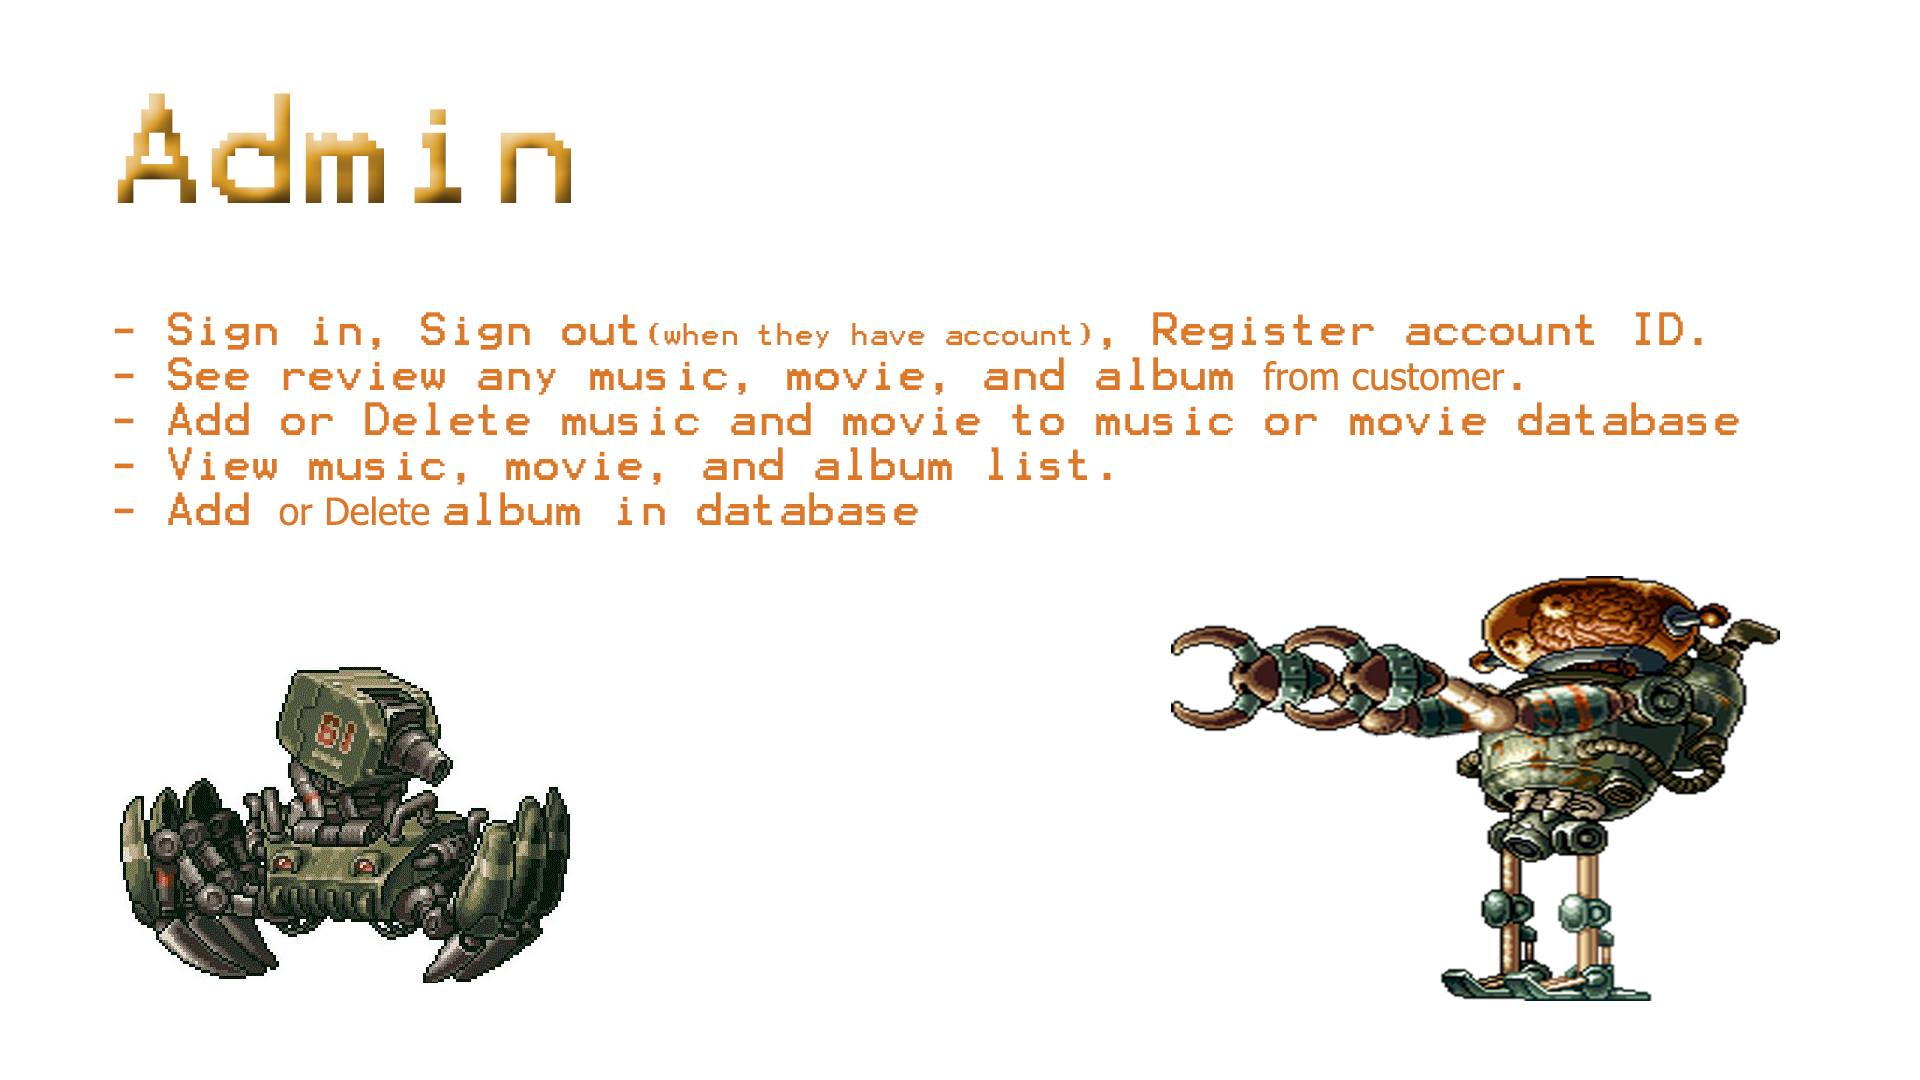 Admin
- Sign in, Sign out(when they have account), Register account ID.
- See review any music, movie, and album from customer.
- Add or Delete music and movie to music or movie database
- View music, movie, and album list.
- Add or Delete album in database
61